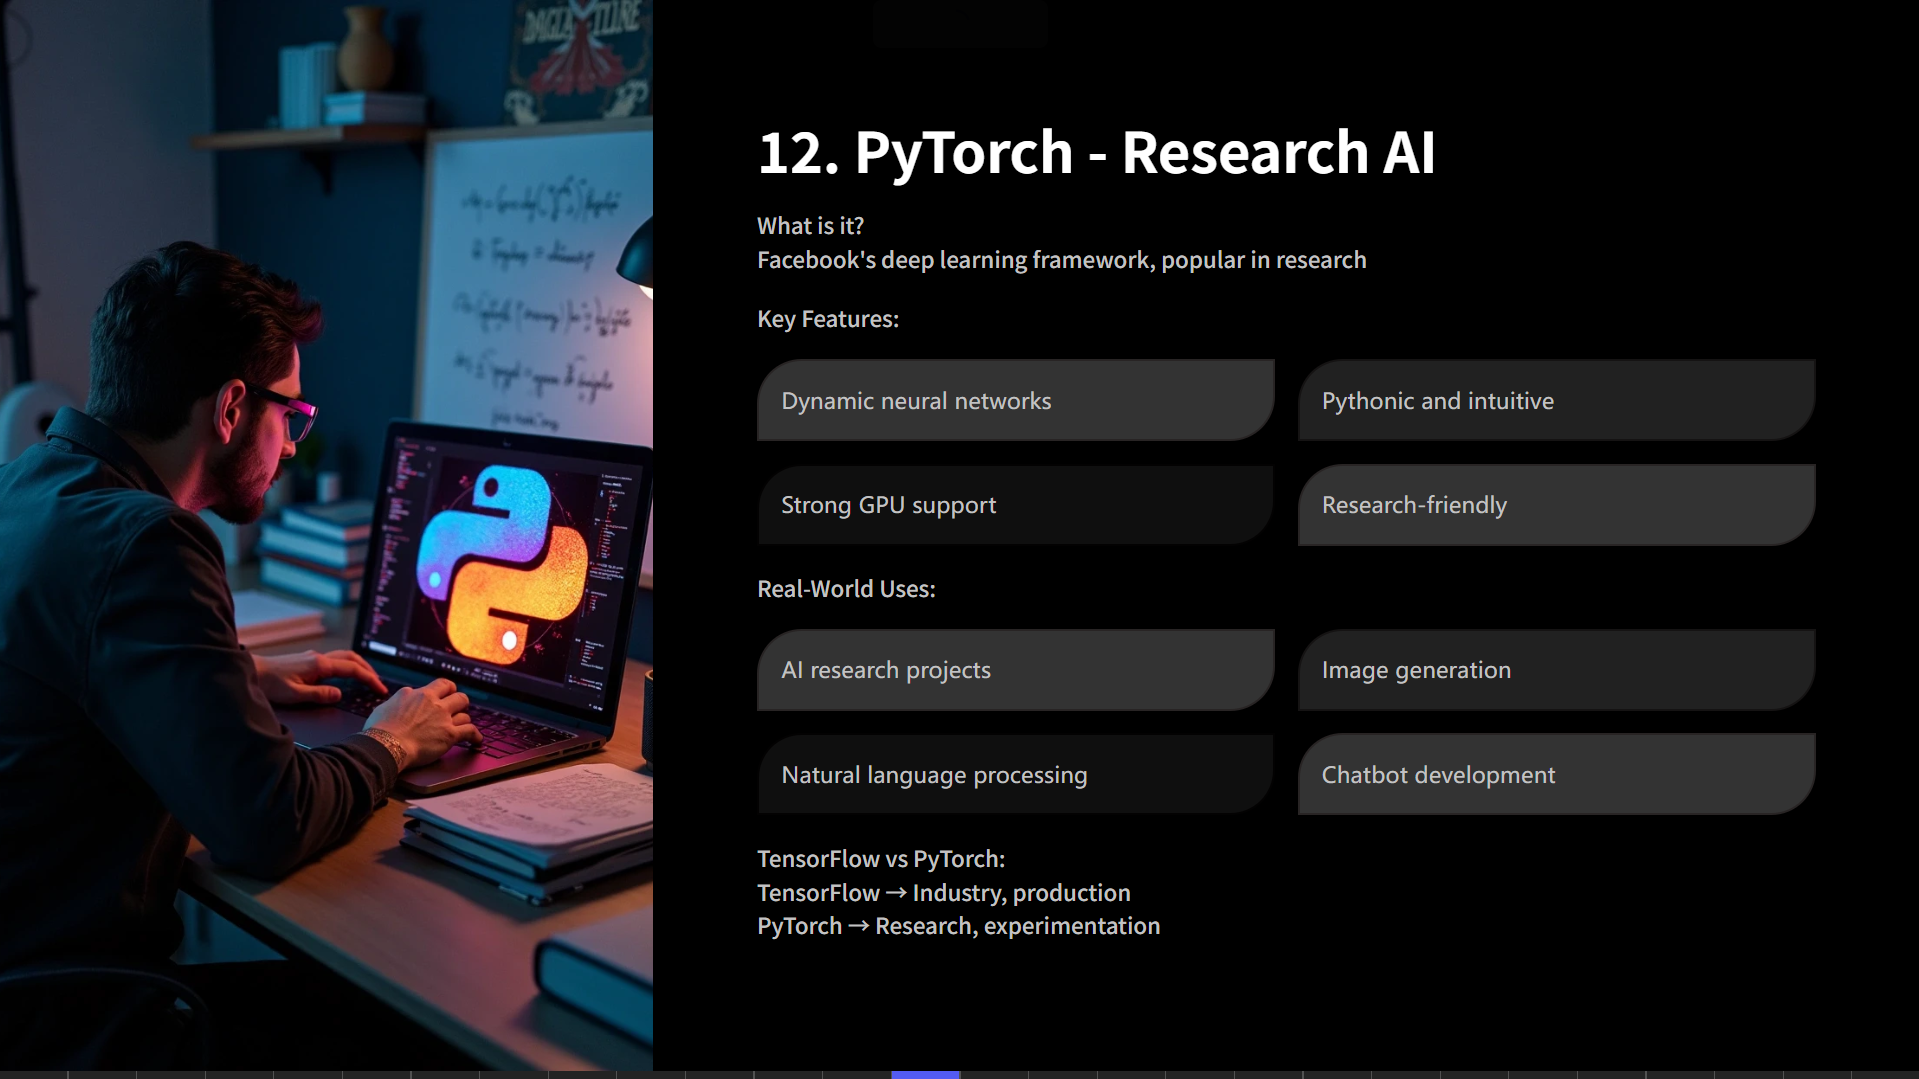 12. PyTorch - Research AI
What is it?
Facebook's deep learning framework, popular in research
Key Features:
Dynamic neural networks
Pythonic and intuitive
Strong GPU support
Research-friendly
Real-World Uses:
AI research projects
Image generation
Natural language processing
Chatbot development
TensorFlow vs PyTorch:
TensorFlow → Industry, production
PyTorch → Research, experimentation